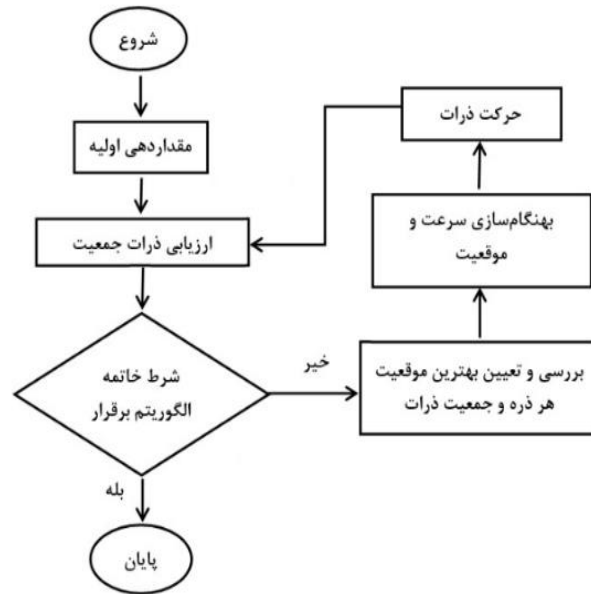 شروع
مقداردهی اولیه
ارزیابی ذرات جمعیت
شرط خاتمه
الگوریتم برقرار
بله
پایان
خیر
بررسی و تعیین بهترین موقعیت
هر ذره و جمعیت ذرات
بهنگام‌سازی سرعت و
موقعیت
حرکت ذرات